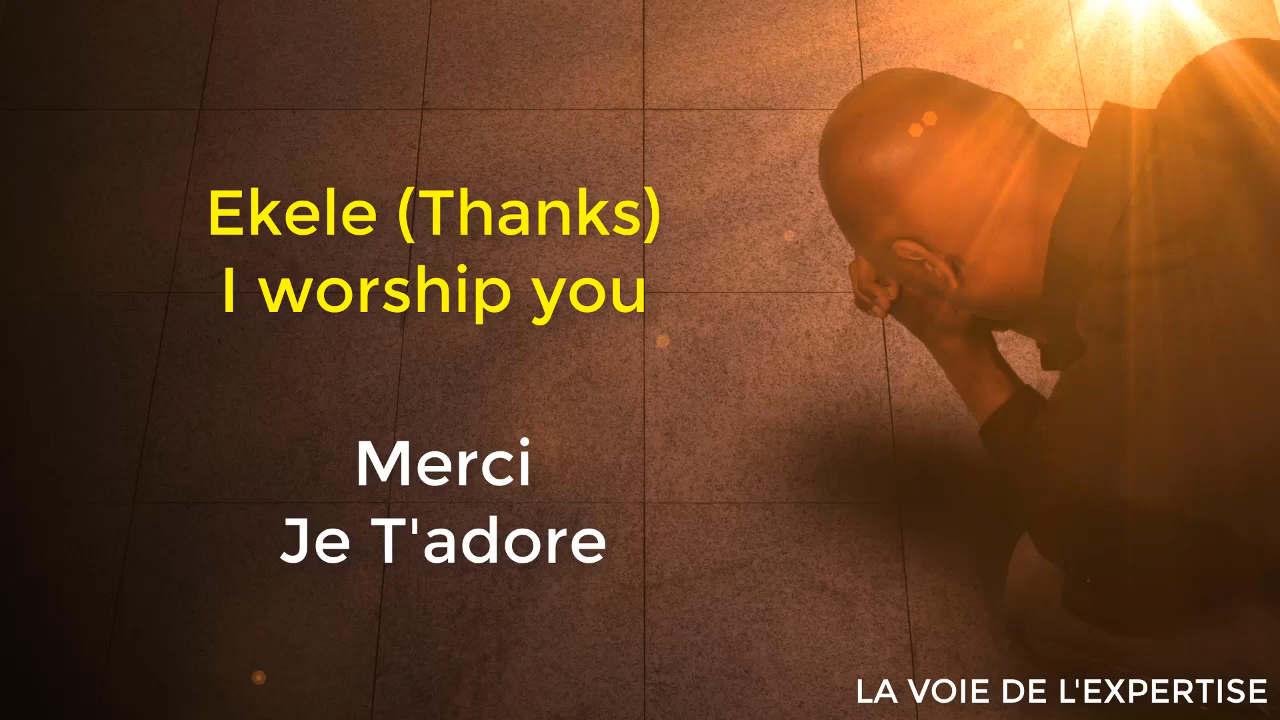 Ekele (Thanks)
I worship you
Merci
Je T'adore
LA VOIE DE L'EXPERTISE